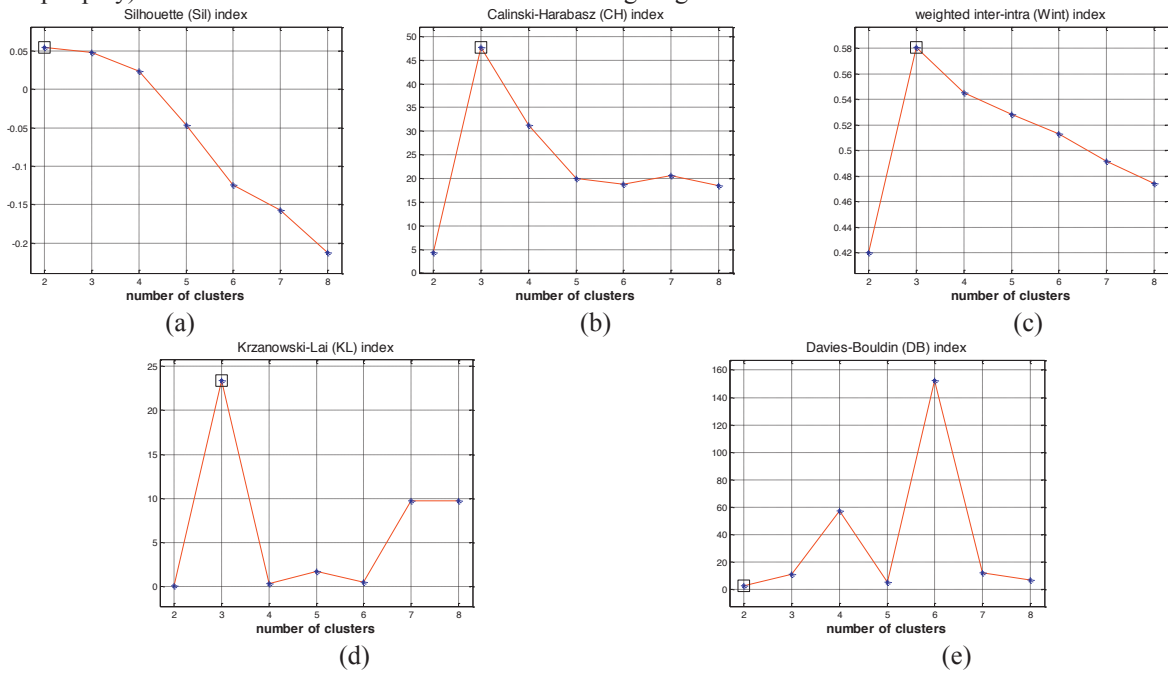 Silhouette (Sil) index
0.05
0
-0.05
-0.1
-0.15
-0.2
2 3 4 5 6 7 8
number of clusters
(a)
Calinski-Harabasz (CH) index
50
45
40
35
30
25
20
15
10
5
0
2 3 4 5 6 7 8
number of clusters
(b)
weighted inter-intra (Wint) index
0.58
0.56
0.54
0.52
0.5
0.48
0.46
0.44
0.42
2 3 4 5 6 7 8
number of clusters
(c)
Krzanowski-Lai (KL) index
25
20
15
10
5
0
2 3 4 5 6 7 8
number of clusters
(d)
Davies-Bouldin (DB) index
160
140
120
100
80
60
40
20
0
2 3 4 5 6 7 8
number of clusters
(e)